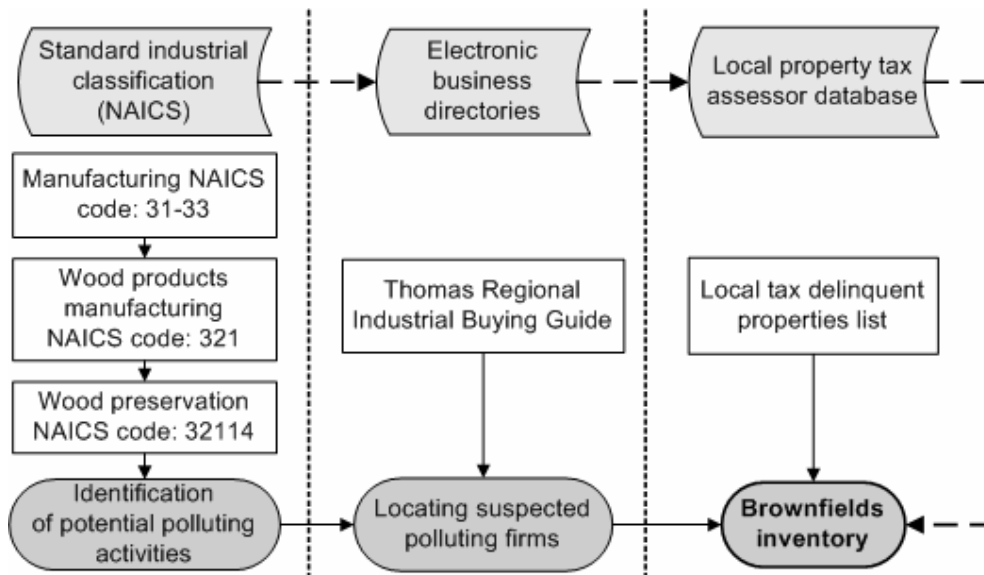 Standard industrial
classification
(NAICS)
Electronic
business
directories
Local property tax
assessor database
Manufacturing NAICS
code: 31-33
Wood products
manufacturing
NAICS code: 321
Thomas Regional
Industrial Buying Guide
Local tax delinquent
properties list
Wood preservation
NAICS code: 32114
Identification
of potential polluting
activities
Locating suspected
polluting firms
Brownfields
inventory